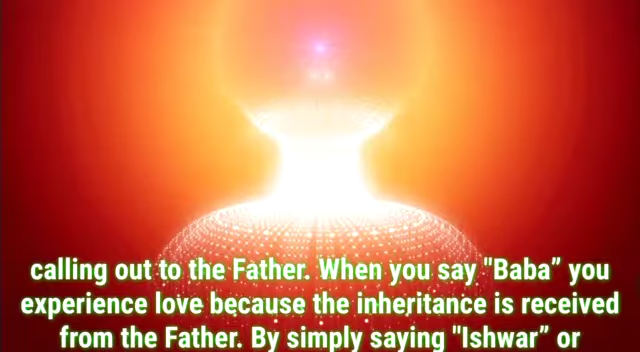 calling out to the Father. When you say "Baba” you
experience love because the inheritance is received
from the Father. By simply saying "Ishwar” or